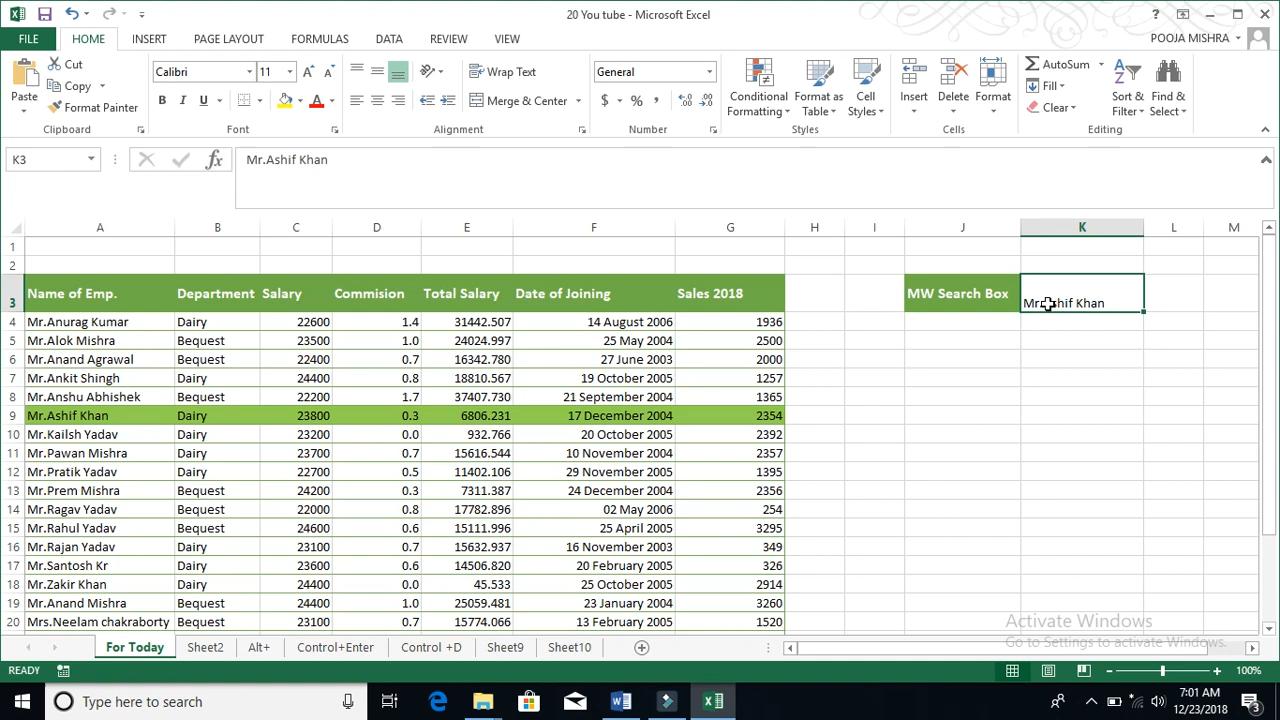 20 You tube - Microsoft Excel
FILE HOME INSERT PAGE LAYOUT FORMULAS DATA REVIEW VIEW POOJA MISHRA
Paste Cut Copy Format Painter Clipboard
Calibri 11 B I U A Font
Wrap Text Merge & Center Alignment
General $ % Number
Conditional Formatting Format as Table Cell Styles Styles
Insert Delete Format Cells
AutoSum Fill Clear Sort & Filter Find & Select Editing
K3 fx Mr.Ashif Khan
A B C D E F G H I J K L M
1
2
3 Name of Emp. Department Salary Commision Total Salary Date of Joining Sales 2018 MW Search Box Khan
4 Mr.Anurag Kumar Dairy 22600 1.4 31442.507 14 August 2006 1936
5 Mr.Alok Mishra Bequest 23500 1.0 24024.997 25 May 2004 2500
6 Mr.Anand Agrawal Bequest 22400 0.7 16342.780 27 June 2003 2000
7 Mr.Ankit Shingh Dairy 24400 0.8 18810.567 19 October 2005 1257
8 Mr.Anshu Abhishek Bequest 22200 1.7 37407.730 21 September 2004 1365
9 Mr.Ashif Khan Dairy 23800 0.3 6806.231 17 December 2004 2354
10 Mr.Kailsh Yadav Dairy 23200 0.0 932.766 20 October 2005 2392
11 Mr.Pawan Mishra Bequest 23700 0.7 15616.544 10 November 2004 2357
12 Mr.Pratik Yadav Dairy 22700 0.5 11402.106 29 November 2005 1395
13 Mr.Prem Mishra Bequest 24200 0.3 7311.387 24 December 2004 2356
14 Mr.Ragav Yadav Bequest 22000 0.8 17782.896 02 May 2006 254
15 Mr.Rahul Yadav Bequest 24600 0.6 15111.996 25 April 2005 3295
16 Mr.Rajan Yadav Dairy 23100 0.7 15632.937 16 November 2003 349
17 Mr.Santosh Kr Dairy 23600 0.6 14506.820 20 February 2005 326
18 Mr.Zakir Khan Dairy 24400 0.0 45.533 25 October 2005 2914
19 Mr.Anand Mishra Bequest 24400 1.0 25059.481 23 January 2004 3260
20 Mrs.Neelam chakraborty Bequest 23100 0.7 15774.066 13 February 2005 1520
Activate Windows
Go to Settings to activate Windows.
For Today Sheet2 Alt+ Control+D Sheet9 Sheet10
READY 100%
Type here to search 7:01 AM
12/23/2018 3